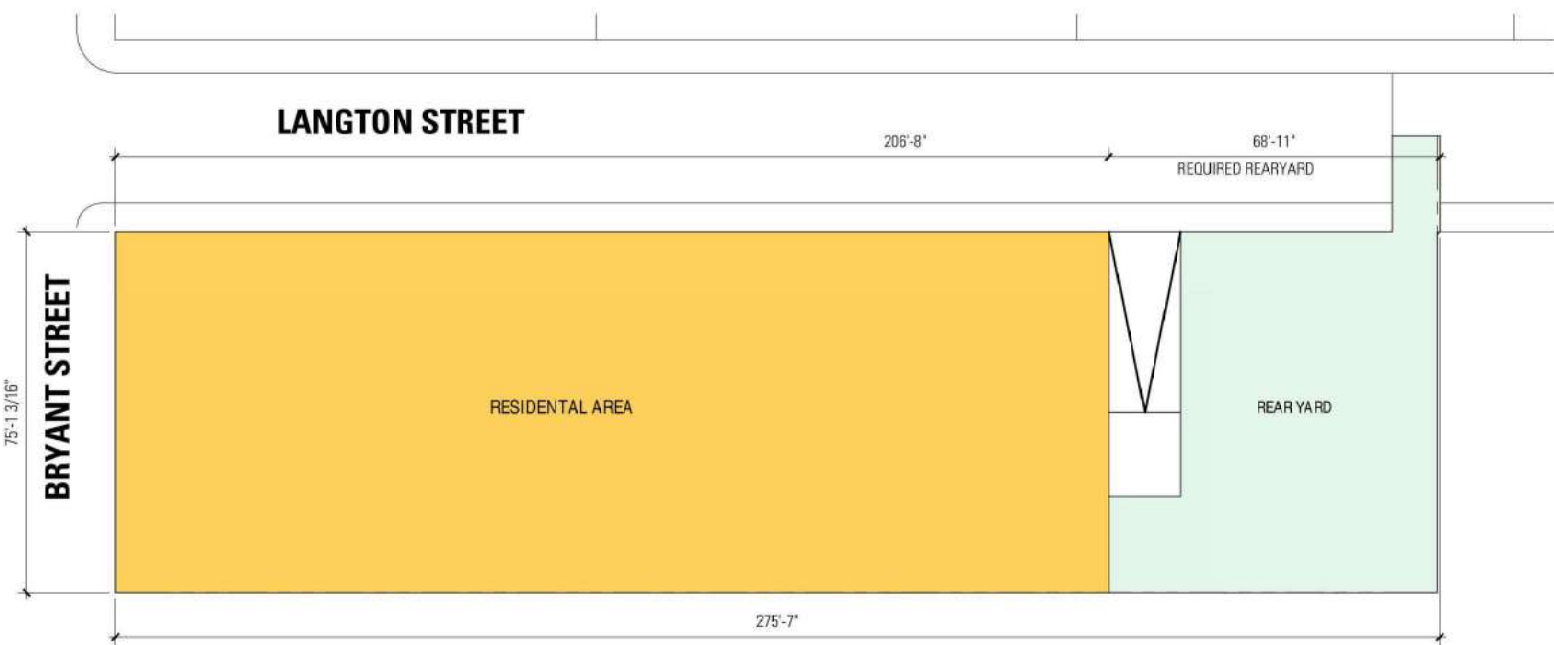 LANGTON STREET
206'-8"
68'-11"
REQUIRED REARYARD
BRYANT STREET
75'-1 3/16"
RESIDENTAL AREA
REAR YARD
275'-7"